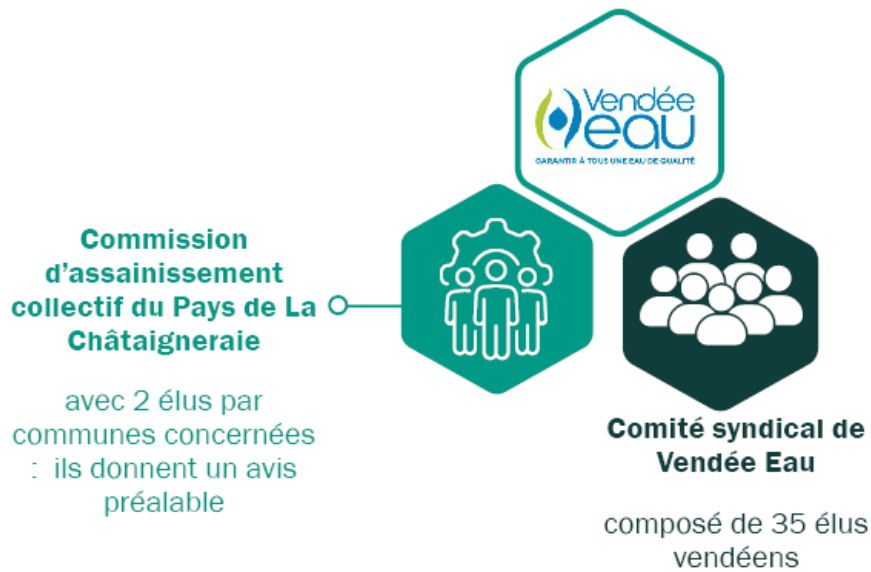 Vendée
eau
GARANTIR À TOUS UNE EAU DE QUALITÉ
Commission
d'assainissement
collectif du Pays de La
Châtaigneraie
avec 2 élus par
communes concernées
: ils donnent un avis
préalable
Comité syndical de
Vendée Eau
composé de 35 élus
vendéens